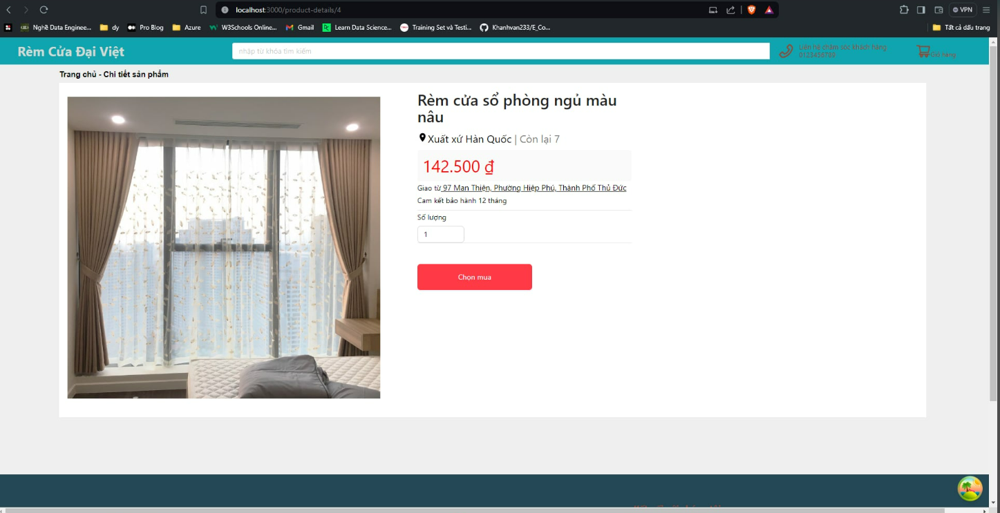 localhost:3000/product-details/4
VPN
Nghề Data Enginee...
dy
Pro Blog
Azure
W3Schools Online...
Gmail
Learn Data Science...
Training Set và Testi...
Khanhvan233/E_Co...
Tất cả dấu trang
Rèm Cửa Đại Việt
nhập từ khóa tìm kiếm
Liên hệ chăm sóc khách hàng
0123456789
Giỏ hàng
Trang chủ - Chi tiết sản phẩm
Rèm cửa sổ phòng ngủ màu
nâu
Xuất xứ Hàn Quốc | Còn lại 7
142.500 ₫
Giao từ 97 Man Thiện, Phường Hiệp Phú, Thành Phố Thủ Đức
Cam kết bảo hành 12 tháng
Số lượng
1
Chọn mua